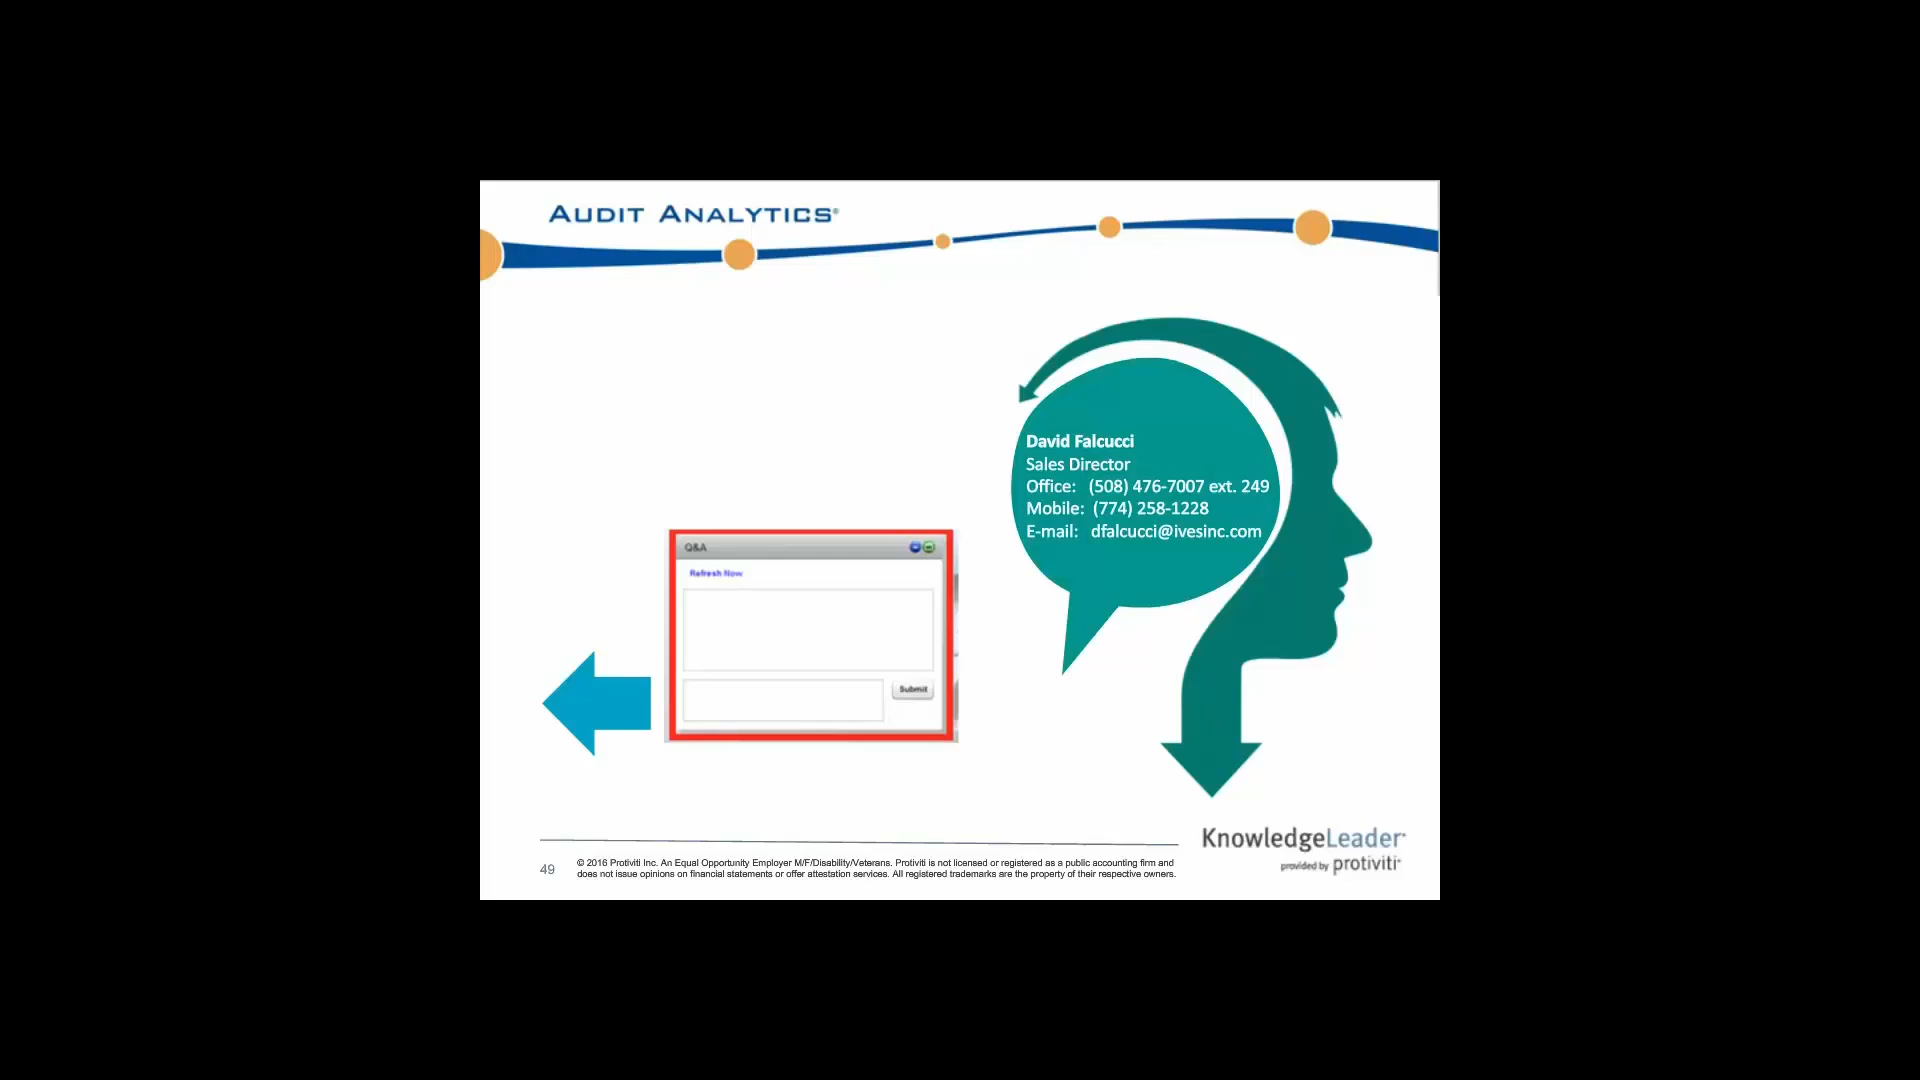 AUDIT ANALYTICS®
David Falcucci
Sales Director
Office: (508) 476-7007 ext. 249
Mobile: (774) 258-1228
E-mail: dfalcucci@ivesinc.com
Q&A
Refresh Now
Submit
KnowledgeLeader
provided by protiviti
49
© 2016 Protiviti Inc. An Equal Opportunity Employer M/F/Disability/Veterans. Protiviti is not licensed or registered as a public accounting firm and
does not issue opinions on financial statements or offer attestation services. All registered trademarks are the property of their respective owners.